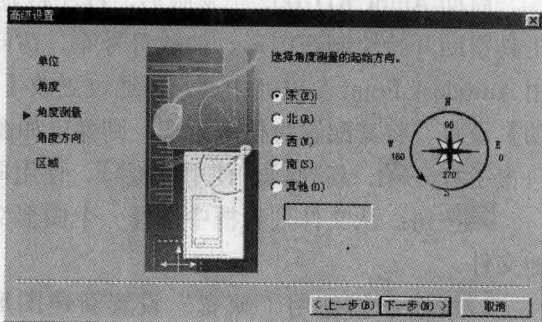 高级设置
单位
角度
角度测量
角度方向
区域
选择角度测量的起始方向。
东(E)
北(R)
西(W)
南(S)
其他(O)
N
90
W
180
E
0
270
S
< 上一步(B)
下一步(N) >
取消